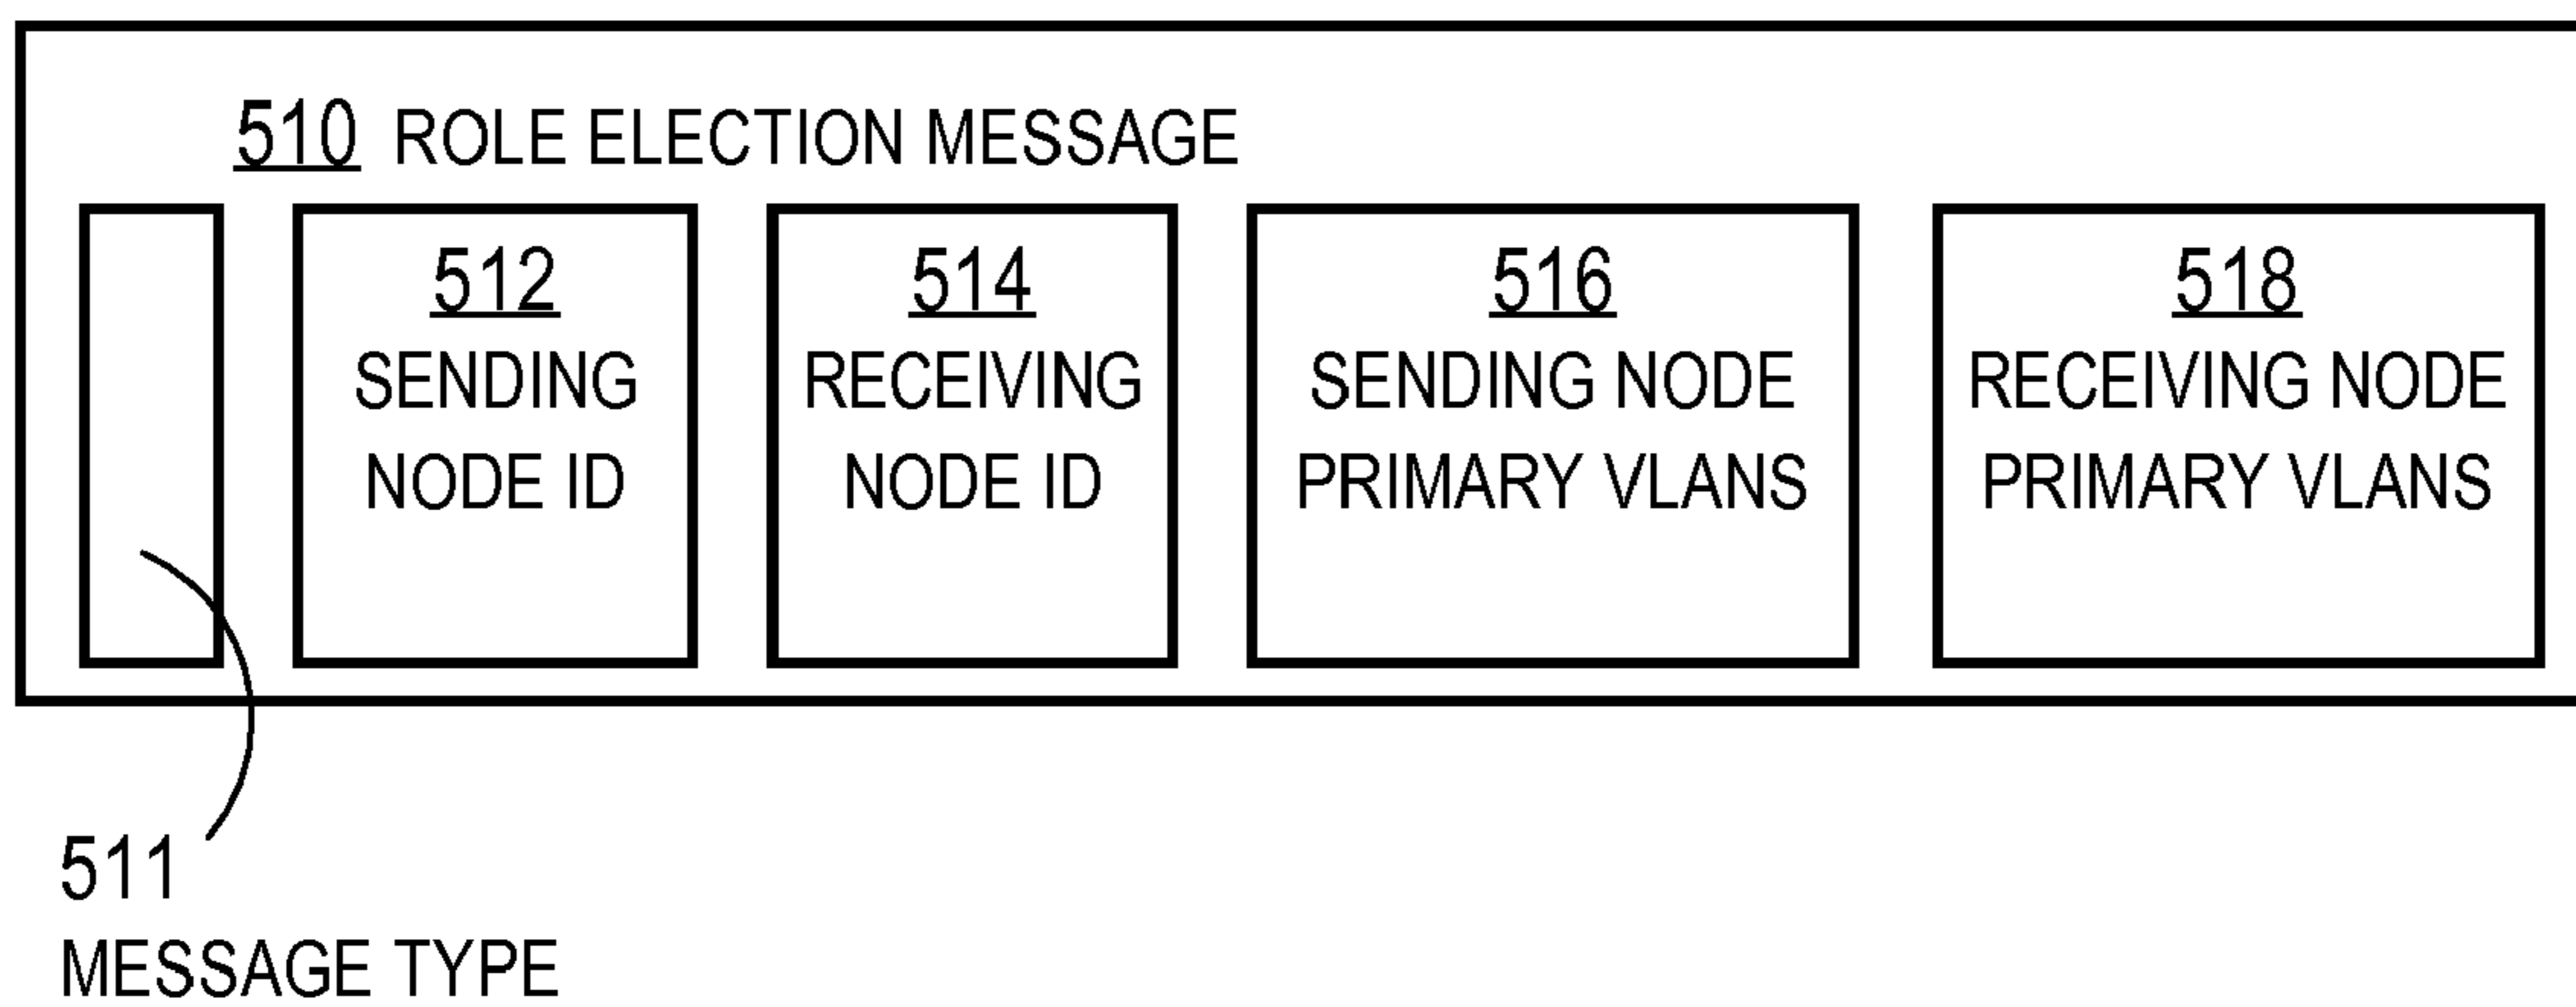 510 ROLE ELECTION MESSAGE
512
SENDING
NODE ID
514
RECEIVING
NODE ID
516
SENDING NODE
PRIMARY VLANS
518
RECEIVING NODE
PRIMARY VLANS
511
MESSAGE TYPE